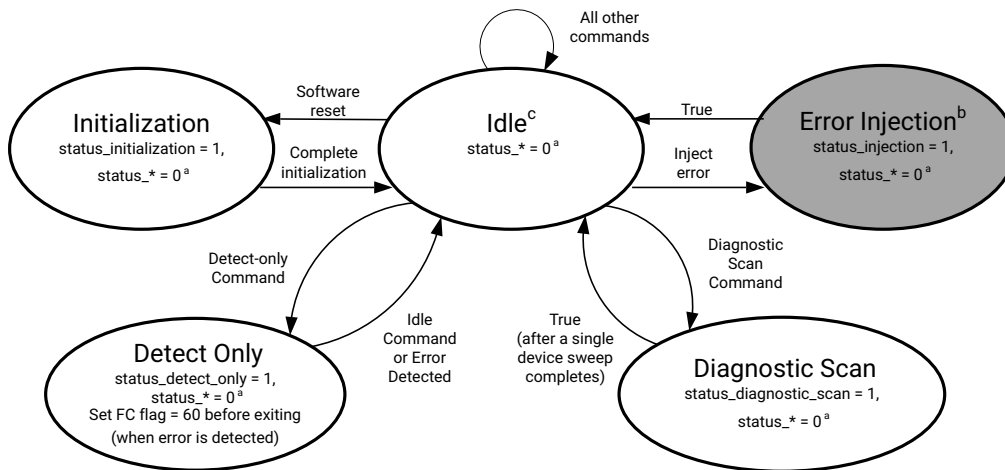 All other
commands
Initialization
status_initialization = 1,
status_* = 0 a
Software
reset
Complete
initialization
Idle c
status_* = 0 a
True
Inject
error
Error Injection b
status_injection = 1,
status_* = 0 a
Detect-only
Command
Idle
Command
or Error
Detected
True
(after a single
device sweep
completes)
Diagnostic
Scan
Command
Detect Only
status_detect_only = 1,
status_* = 0 a
Set FC flag = 60 before exiting
(when error is detected)
Diagnostic Scan
status_diagnostic_scan = 1,
status_* = 0 a